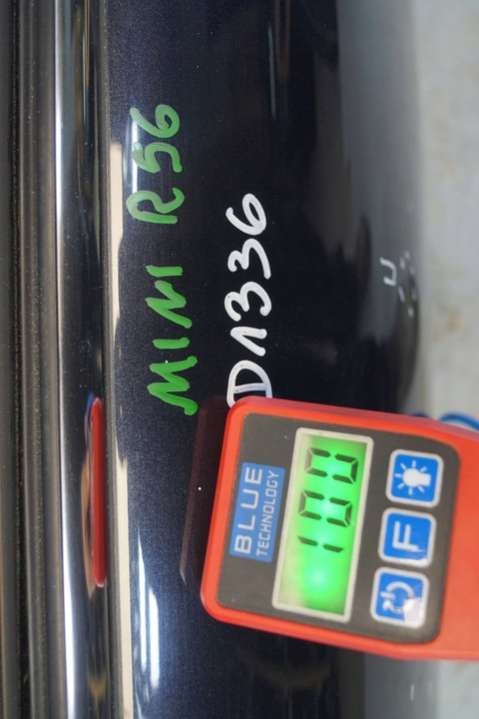 MINI R56
D1336
BLUE
TECHNOLOGY
100
F